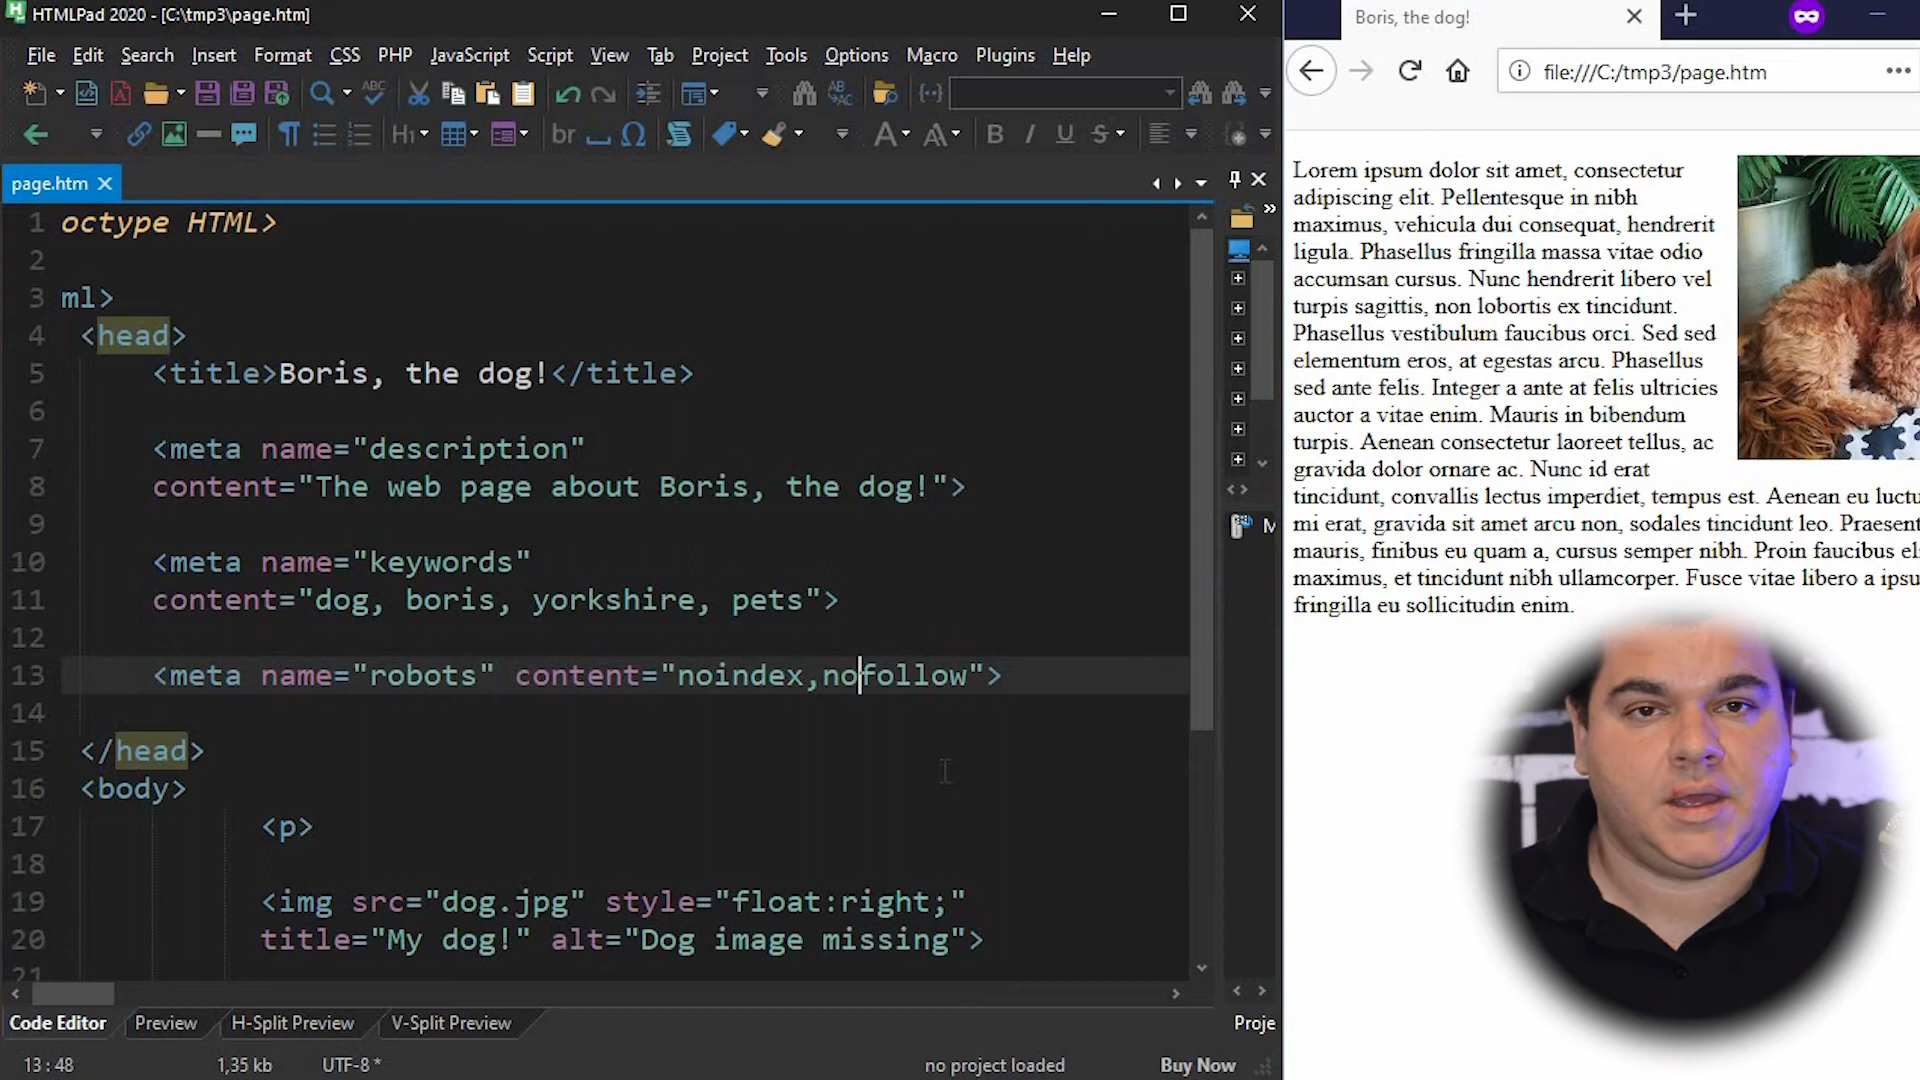 HTMLPad 2020 - [C:\tmp3\page.htm]
File Edit Search Insert Format CSS PHP JavaScript Script View Tab Project Tools Options Macro Plugins Help
ABC
H1 br A A B I U S
page.htm
1 octype HTML>
2
3 ml>
4 <head>
5 <title>Boris, the dog!</title>
6
7 <meta name="description"
8 content="The web page about Boris, the dog!">
9
10 <meta name="keywords"
11 content="dog, boris, yorkshire, pets">
12
13 <meta name="robots" content="noindex,nofollow">
14
15 </head>
16 <body>
17 <p>
18
19 <img src="dog.jpg" style="float:right;"
20 title="My dog!" alt="Dog image missing">
21
M
Code Editor Preview H-Split Preview V-Split Preview
Proje
13 : 48 1,35 kb UTF-8 * no project loaded Buy Now
Boris, the dog!
file:///C:/tmp3/page.htm
Lorem ipsum dolor sit amet, consectetur
adipiscing elit. Pellentesque in nibh
maximus, vehicula dui consequat, hendrerit
ligula. Phasellus fringilla massa vitae odio
accumsan cursus. Nunc hendrerit libero vel
turpis sagittis, non lobortis ex tincidunt.
Phasellus vestibulum faucibus orci. Sed sed
elementum eros, at egestas arcu. Phasellus
sed ante felis. Integer a ante at felis ultricies
auctor a vitae enim. Mauris in bibendum
turpis. Aenean consectetur laoreet tellus, ac
gravida dolor ornare ac. Nunc id erat
tincidunt, convallis lectus imperdiet, tempus est. Aenean eu luctu
mi erat, gravida sit amet arcu non, sodales tincidunt leo. Praesent
mauris, finibus eu quam a, cursus semper nibh. Proin faucibus eli
maximus, et tincidunt nibh ullamcorper. Fusce vitae libero a ipsu
fringilla eu sollicitudin enim.